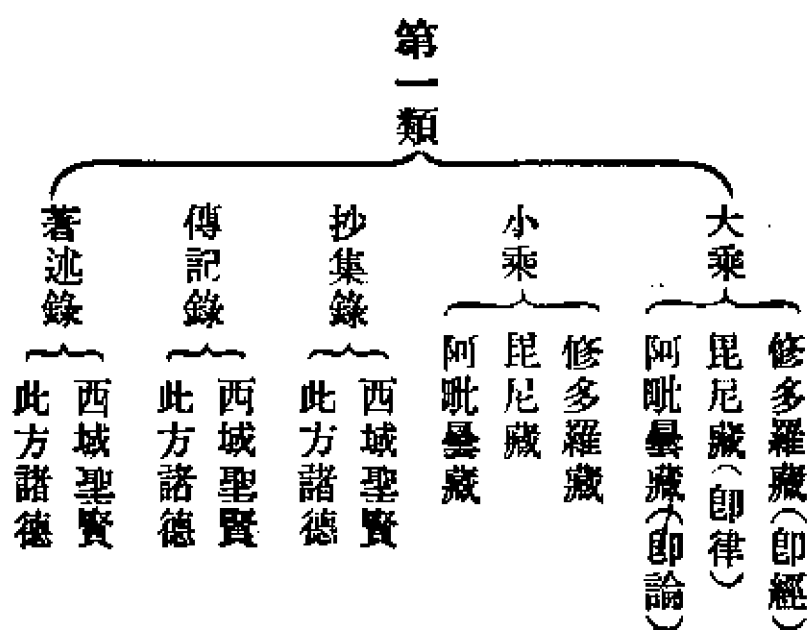 第一類
大乘
修多羅藏(卽經)
毘尼藏(卽律)
阿毗曇藏(卽論)
小乘
修多羅藏
毘尼藏
阿毗曇藏
抄集錄
西域聖賢
此方諸德
傳記錄
西域聖賢
此方諸德
著述錄
西域聖賢
此方諸德